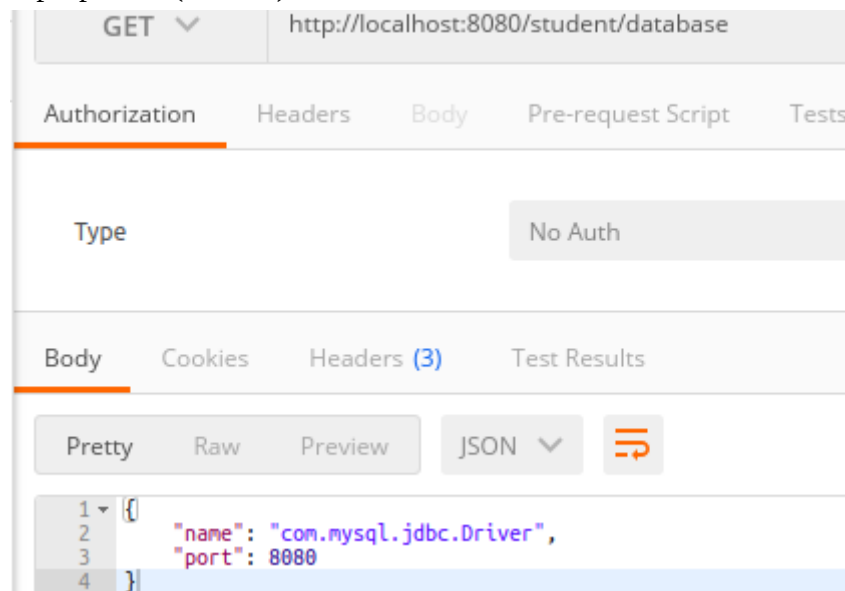 GET http://localhost:8080/student/database
Authorization Headers Body Pre-request Script Tests
Type No Auth
Body Cookies Headers (3) Test Results
Pretty Raw Preview JSON
1 {
2 "name": "com.mysql.jdbc.Driver",
3 "port": 8080
4 }